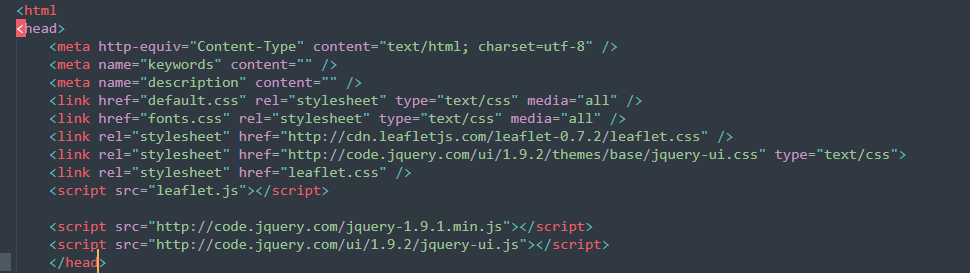 <html
<head>
    <meta http-equiv="Content-Type" content="text/html; charset=utf-8" />
    <meta name="keywords" content="" />
    <meta name="description" content="" />
    <link href="default.css" rel="stylesheet" type="text/css" media="all" />
    <link href="fonts.css" rel="stylesheet" type="text/css" media="all" />
    <link rel="stylesheet" href="http://cdn.leafletjs.com/leaflet-0.7.2/leaflet.css" />
    <link rel="stylesheet" href="http://code.jquery.com/ui/1.9.2/themes/base/jquery-ui.css" type="text/css">
    <link rel="stylesheet" href="leaflet.css" />
    <script src="leaflet.js"></script>

    <script src="http://code.jquery.com/jquery-1.9.1.min.js"></script>
    <script src="http://code.jquery.com/ui/1.9.2/jquery-ui.js"></script>
    </head>